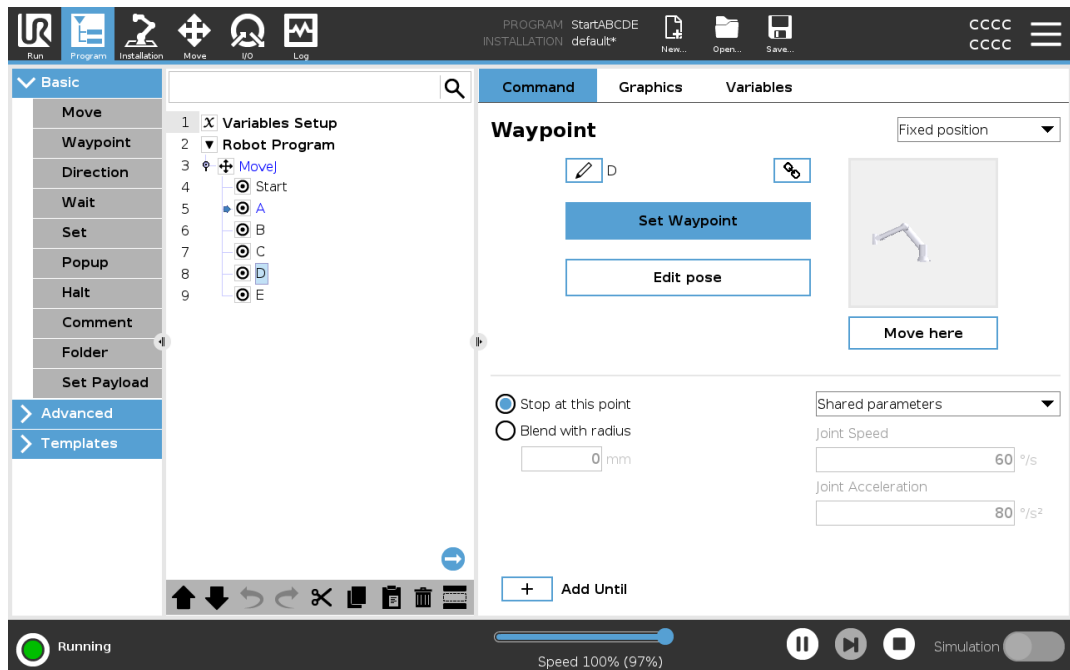 PROGRAM StartABCDE
INSTALLATION default*
CCCC
CCCC
Run Program Installation Move I/O Log New... Open... Save...
Basic
Move
Waypoint
Direction
Wait
Set
Popup
Halt
Comment
Folder
Set Payload
Advanced
Templates
1 X Variables Setup
2 Robot Program
3 MoveJ
4 Start
5 A
6 B
7 C
8 D
9 E
Command Graphics Variables
Waypoint
Fixed position
D
Set Waypoint
Edit pose
Move here
Stop at this point
Blend with radius
0 mm
Shared parameters
Joint Speed
60 °/s
Joint Acceleration
80 °/s²
+ Add Until
Running
Speed 100% (97%)
Simulation